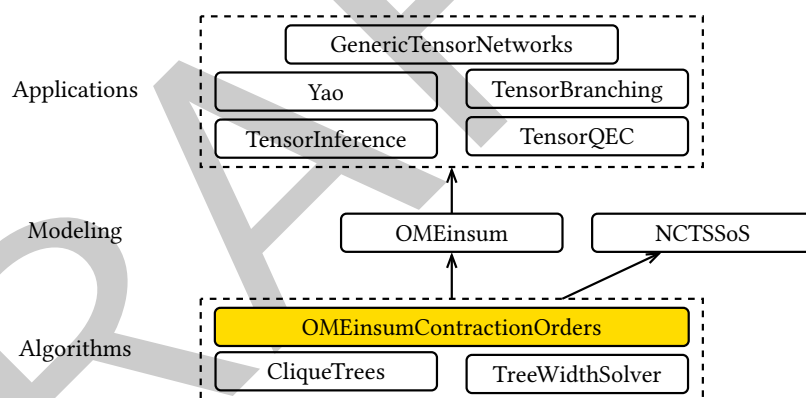 GenericTensorNetworks
Applications
Yao
TensorBranching
TensorInference
TensorQEC
Modeling
OMEinsum
NCTSSoS
OMEinsumContractionOrders
Algorithms
CliqueTrees
TreeWidthSolver